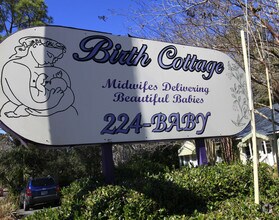 Birth Cottage
Midwifes Delivering
Beautiful Babies
224-BABY